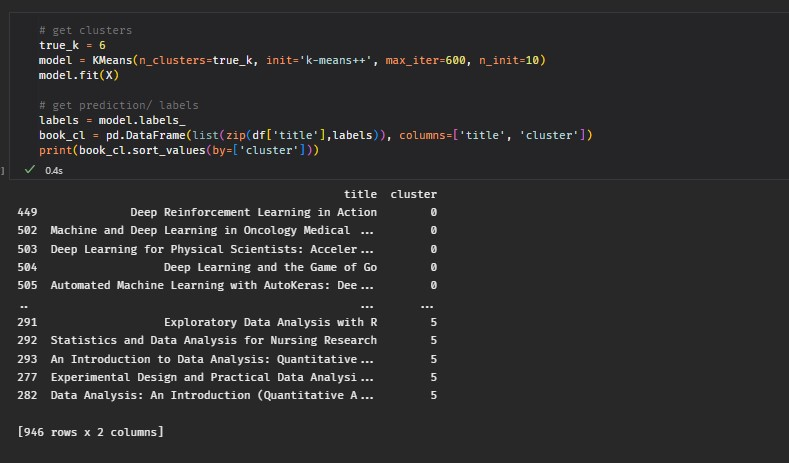 # get clusters
true_k = 6
model = KMeans(n_clusters=true_k, init='k-means++', max_iter=600, n_init=10)
model.fit(X)
# get prediction/ labels
labels = model.labels_
book_cl = pd.DataFrame(list(zip(df['title'],labels)), columns=['title', 'cluster'])
print(book_cl.sort_values(by=['cluster']))
] ✓ 0.4s
title cluster
449 Deep Reinforcement Learning in Action 0
502 Machine and Deep Learning in Oncology Medical ... 0
503 Deep Learning for Physical Scientists: Acceler... 0
504 Deep Learning and the Game of Go 0
505 Automated Machine Learning with AutoKeras: Dee... 0
.. ... ...
291 Exploratory Data Analysis with R 5
292 Statistics and Data Analysis for Nursing Research 5
293 An Introduction to Data Analysis: Quantitative... 5
277 Experimental Design and Practical Data Analysi... 5
282 Data Analysis: An Introduction (Quantitative A... 5
[946 rows x 2 columns]